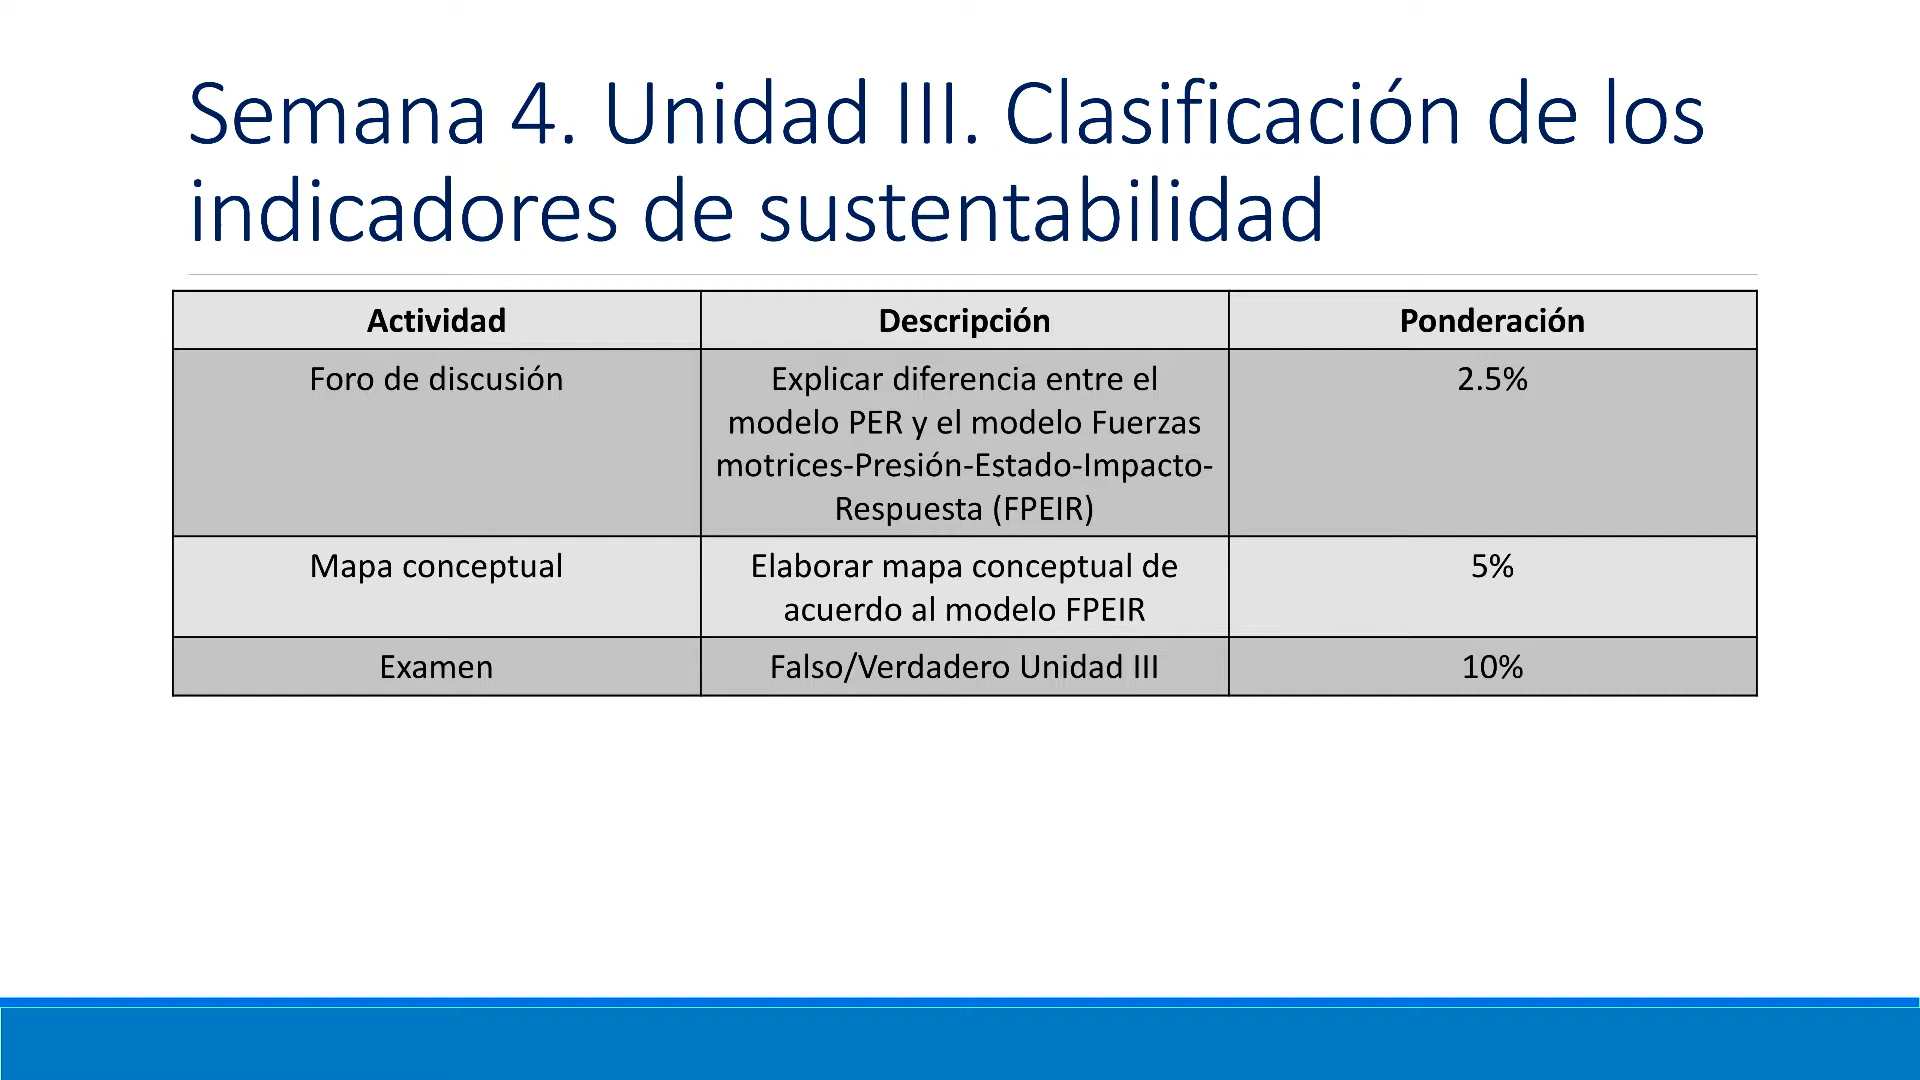 Semana 4. Unidad III. Clasificación de los
indicadores de sustentabilidad
Actividad
Descripción
Ponderación
Foro de discusión
Explicar diferencia entre el
modelo PER y el modelo Fuerzas
motrices-Presión-Estado-Impacto-
Respuesta (FPEIR)
2.5%
Mapa conceptual
Elaborar mapa conceptual de
acuerdo al modelo FPEIR
5%
Examen
Falso/Verdadero Unidad III
10%